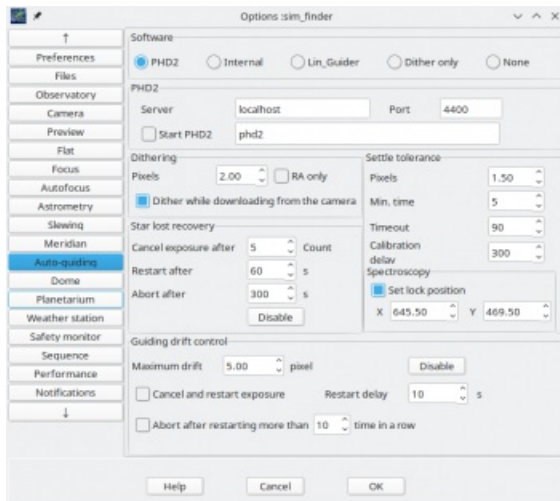 Options :sim_finder
↑
Preferences
Files
Observatory
Camera
Preview
Flat
Focus
Autofocus
Astrometry
Slewing
Meridian
Auto-guiding
Dome
Planetarium
Weather station
Safety monitor
Sequence
Performance
Notifications
↓
Software
PHD2 Internal Lin_Guider Dither only None
PHD2
Server localhost Port 4400
Start PHD2 phd2
Dithering
Pixels 2.00 RA only
Dither while downloading from the camera
Star lost recovery
Cancel exposure after 5 Count
Restart after 60 s
Abort after 300 s
Disable
Settle tolerance
Pixels 1.50
Min. time 5
Timeout 90
Calibration
delay 300
Spectroscopy
Set lock position
X 645.50 Y 469.50
Guiding drift control
Maximum drift 5.00 pixel Disable
Cancel and restart exposure Restart delay 10 s
Abort after restarting more than 10 time in a row
Help Cancel OK